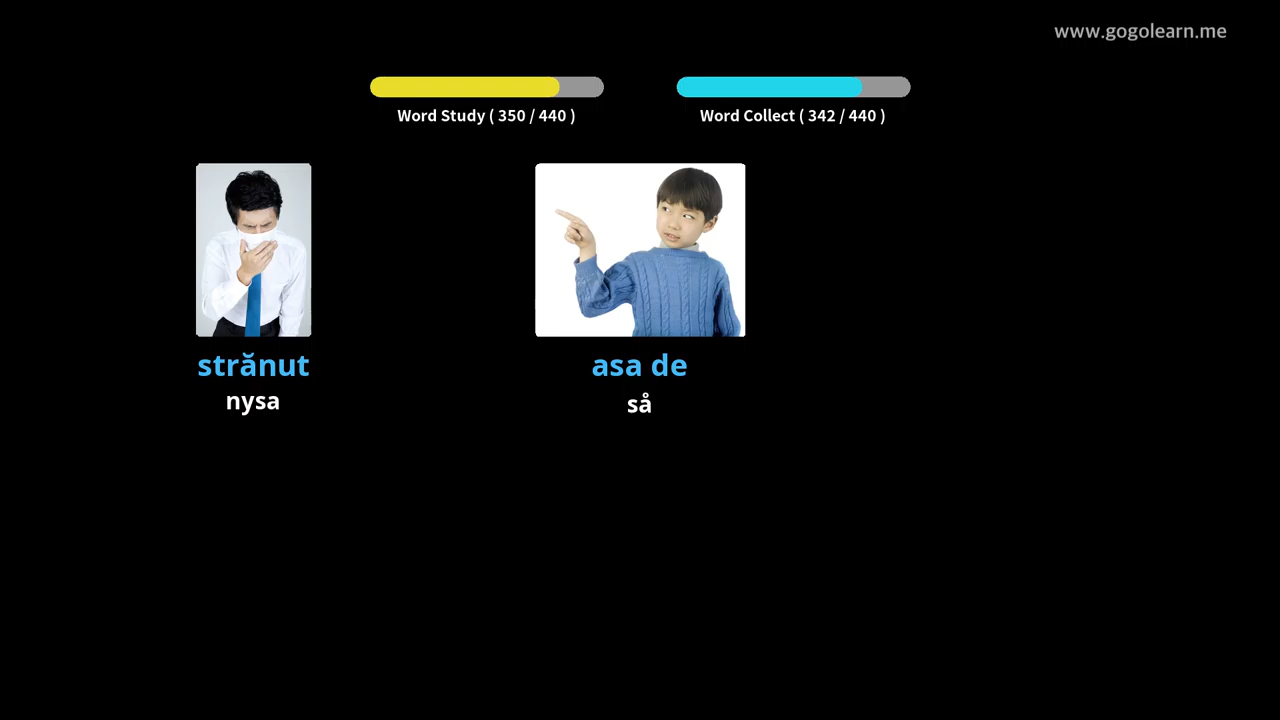 www.gogolearn.me
Word Study ( 350 / 440 )
Word Collect ( 342 / 440 )
strănut
nysa
asa de
så